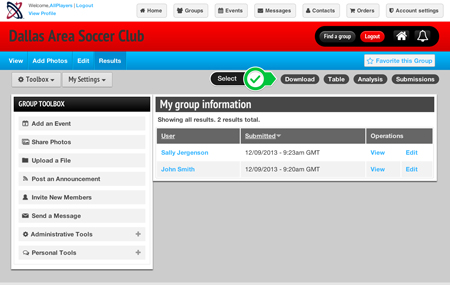 Welcome,AllPlayers | Logout
View Profile
Home
Groups
Events
Messages
Contacts
Orders
Account settings
Dallas Area Soccer Club
Find a group
Logout
View Add Photos Edit Results
Favorite this Group
Toolbox
My Settings
Select
Download
Table
Analysis
Submissions
GROUP TOOLBOX
Add an Event
Share Photos
Upload a File
Post an Announcement
Invite New Members
Send a Message
Administrative Tools +
Personal Tools +
My group information
Showing all results. 2 results total.
User Submitted Operations
Sally Jergenson 12/09/2013 - 9:23am GMT View Edit
John Smith 12/09/2013 - 9:20am GMT View Edit